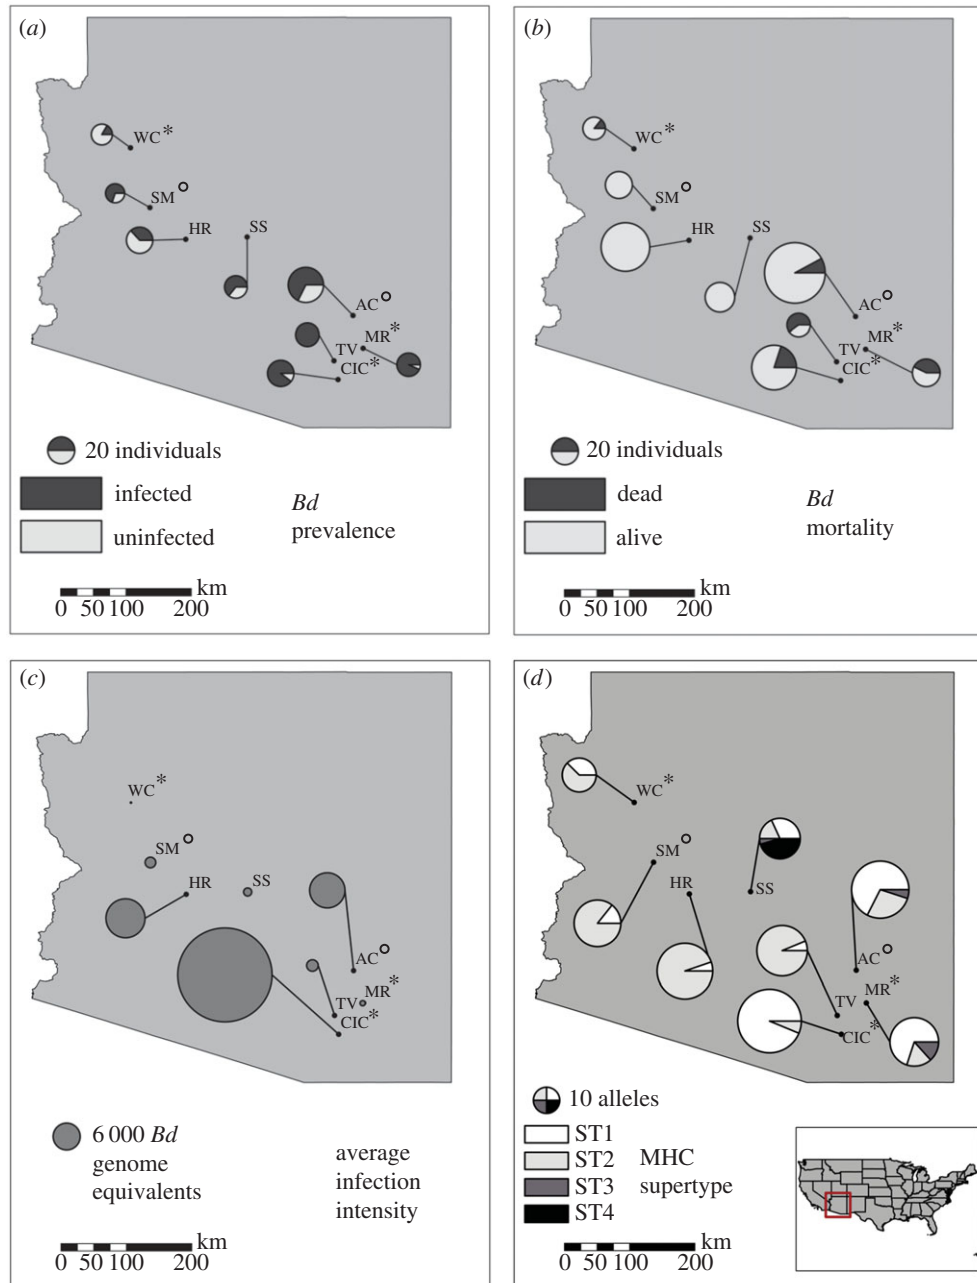 (a)
WC*
SM°
HR
SS
AC°
MR*
TV
CIC*
20 individuals
infected
uninfected
Bd
prevalence
km
0 50 100 200
(b)
WC*
SM°
HR
SS
AC°
MR*
TV
CIC*
20 individuals
dead
alive
Bd
mortality
km
0 50 100 200
(c)
WC*
SM°
HR
SS
AC°
MR*
TV
CIC*
6 000 Bd
genome
equivalents
average
infection
intensity
km
0 50 100 200
(d)
WC*
SM°
HR
SS
AC°
MR*
TV
CIC*
10 alleles
ST1
ST2
ST3
ST4
MHC
supertype
km
0 50 100 200